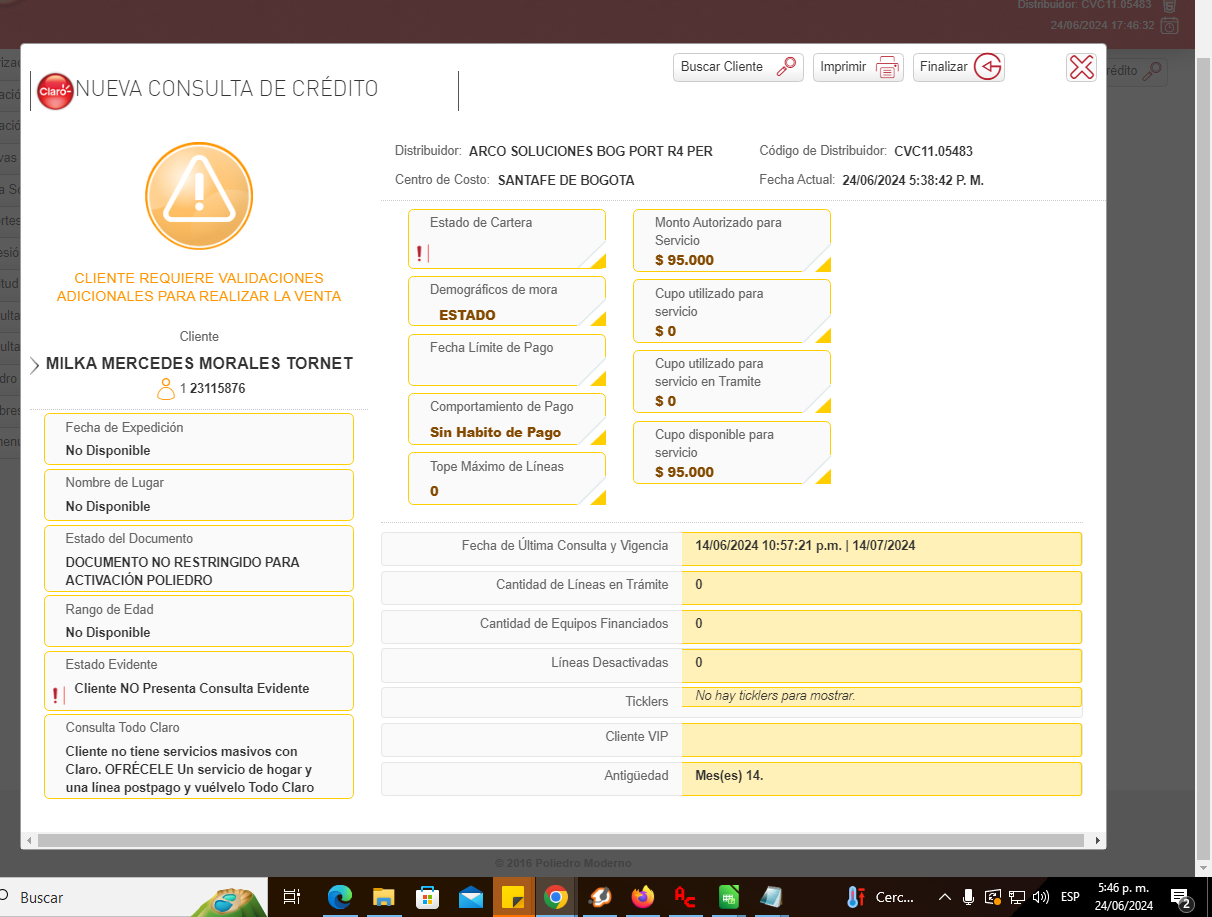 Distribuidor: CVC11.05483
24/06/2024 17:46:32
Buscar Cliente
Imprimir
Finalizar
Claro
NUEVA CONSULTA DE CRÉDITO
Distribuidor: ARCO SOLUCIONES BOG PORT R4 PER
Código de Distribuidor: CVC11.05483
Centro de Costo: SANTAFE DE BOGOTA
Fecha Actual: 24/06/2024 5:38:42 P. M.
CLIENTE REQUIERE VALIDACIONES
ADICIONALES PARA REALIZAR LA VENTA
Cliente
MILKA MERCEDES MORALES TORNET
1 23115876
Fecha de Expedición
No Disponible
Nombre de Lugar
No Disponible
Estado del Documento
DOCUMENTO NO RESTRINGIDO PARA
ACTIVACIÓN POLIEDRO
Rango de Edad
No Disponible
Estado Evidente
! Cliente NO Presenta Consulta Evidente
Consulta Todo Claro
Cliente no tiene servicios masivos con
Claro. OFRÉCELE Un servicio de hogar y
una línea postpago y vuélvelo Todo Claro
Estado de Cartera
!
Demográficos de mora
ESTADO
Fecha Límite de Pago
Comportamiento de Pago
Sin Habito de Pago
Tope Máximo de Líneas
0
Monto Autorizado para
Servicio
$ 95.000
Cupo utilizado para
servicio
$ 0
Cupo utilizado para
servicio en Tramite
$ 0
Cupo disponible para
servicio
$ 95.000
Fecha de Última Consulta y Vigencia 14/06/2024 10:57:21 p.m. | 14/07/2024
Cantidad de Líneas en Trámite 0
Cantidad de Equipos Financiados 0
Líneas Desactivadas 0
Ticklers No hay ticklers para mostrar.
Cliente VIP
Antigüedad Mes(es) 14.
© 2016 Poliedro Moderno
Buscar
Cerc...
ESP
5:46 p. m.
24/06/2024
2